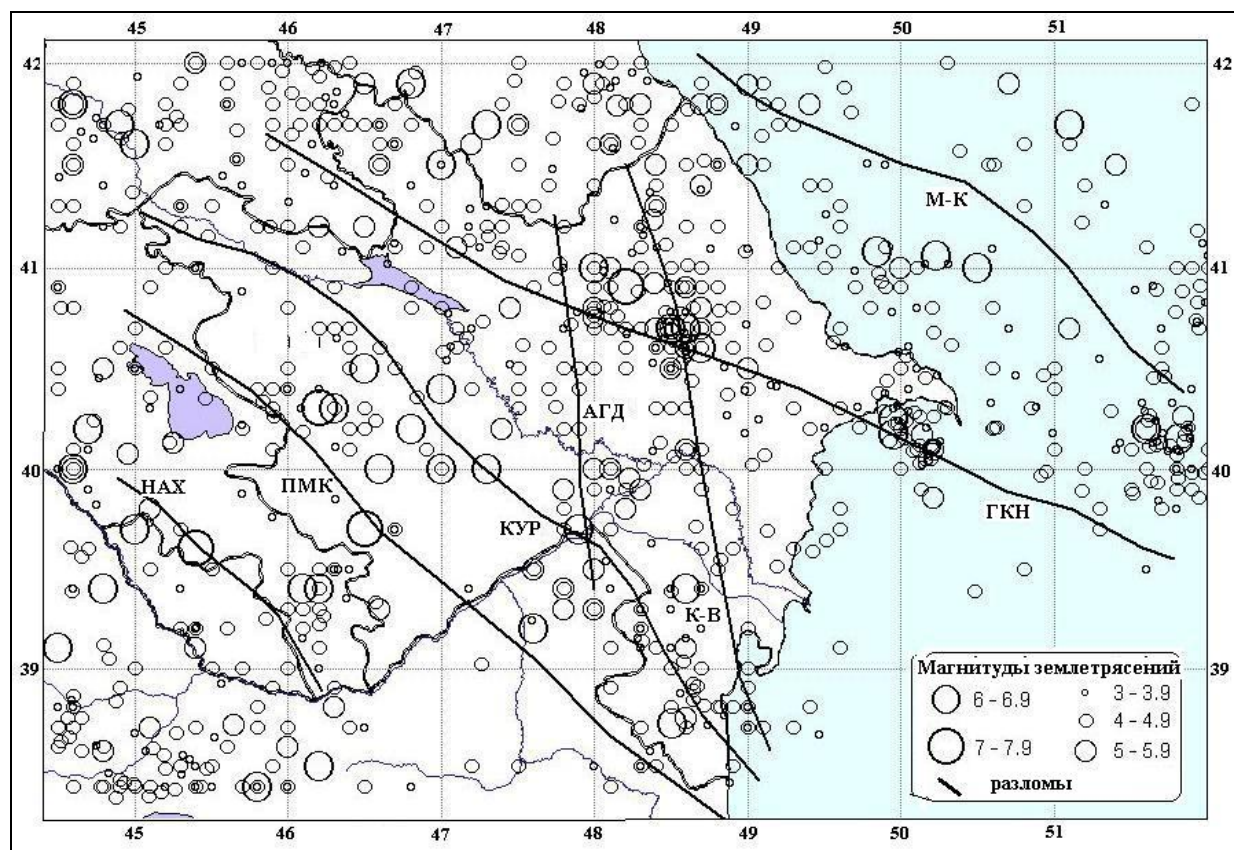 45 46 47 48 49 50 51
42 42
М-К
41 41
АГД
40 40
НАХ ПМК
КУР ГКН
К-В
39 39
Магнитуды землетрясений
6 - 6.9 3 - 3.9
4 - 4.9
7 - 7.9 5 - 5.9
разломы
45 46 47 48 49 50 51